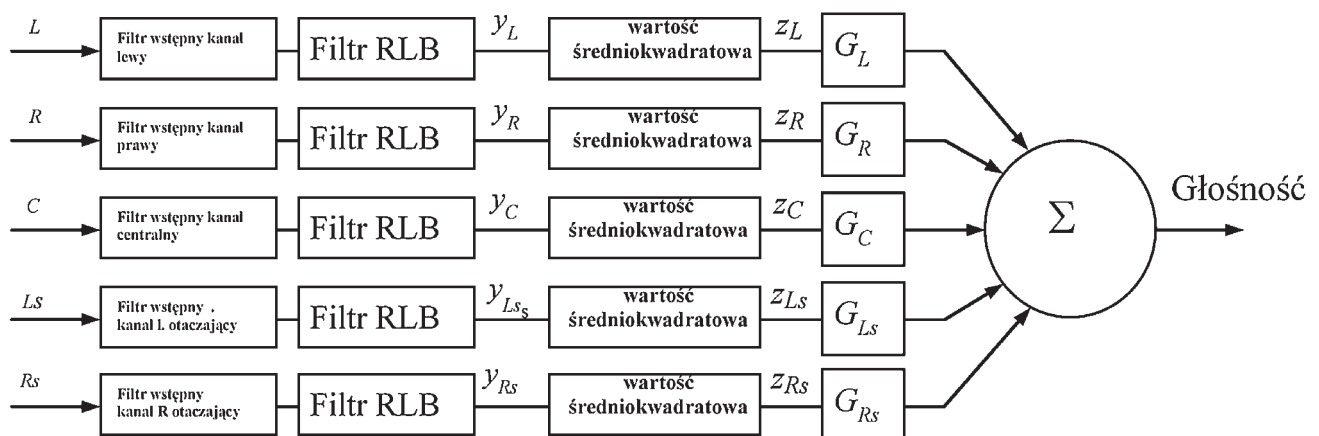 L
Filtr wstępny kanał
lewy
Filtr RLB
y_L
wartość
średniokwadratowa
z_L
G_L
R
Filtr wstępny kanał
prawy
Filtr RLB
y_R
wartość
średniokwadratowa
z_R
G_R
C
Filtr wstępny kanał
centralny
Filtr RLB
y_C
wartość
średniokwadratowa
z_C
G_C
Σ
Głośność
Ls
Filtr wstępny .
kanał L otaczający
Filtr RLB
y_Ls_s
wartość
średniokwadratowa
z_Ls
G_Ls
Rs
Filtr wstępny
kanał R otaczający
Filtr RLB
y_Rs
wartość
średniokwadratowa
z_Rs
G_Rs